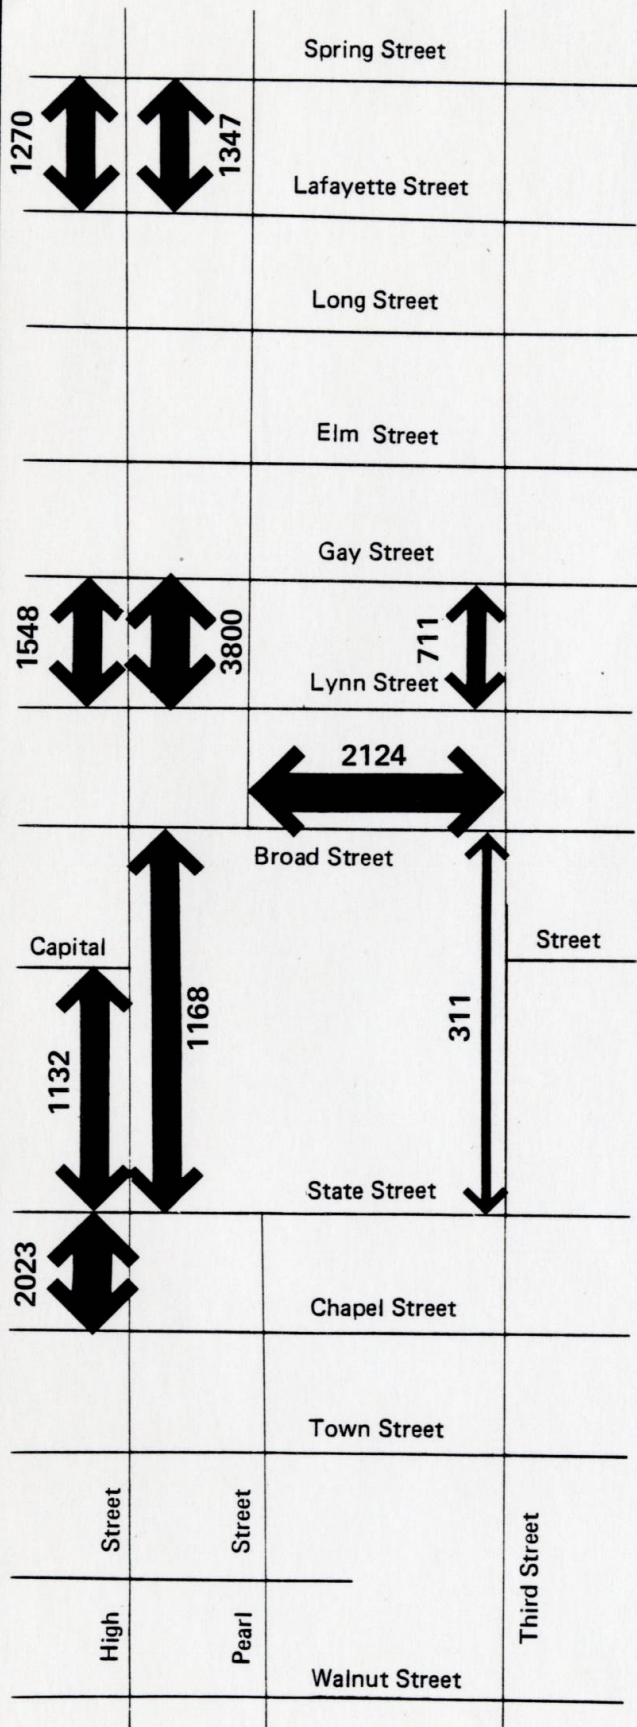 Spring Street
1270
1347
Lafayette Street
Long Street
Elm Street
Gay Street
1548
3800
711
Lynn Street
2124
Broad Street
Capital
Street
1168
311
1132
State Street
2023
Chapel Street
Town Street
High Street
Pearl Street
Third Street
Walnut Street